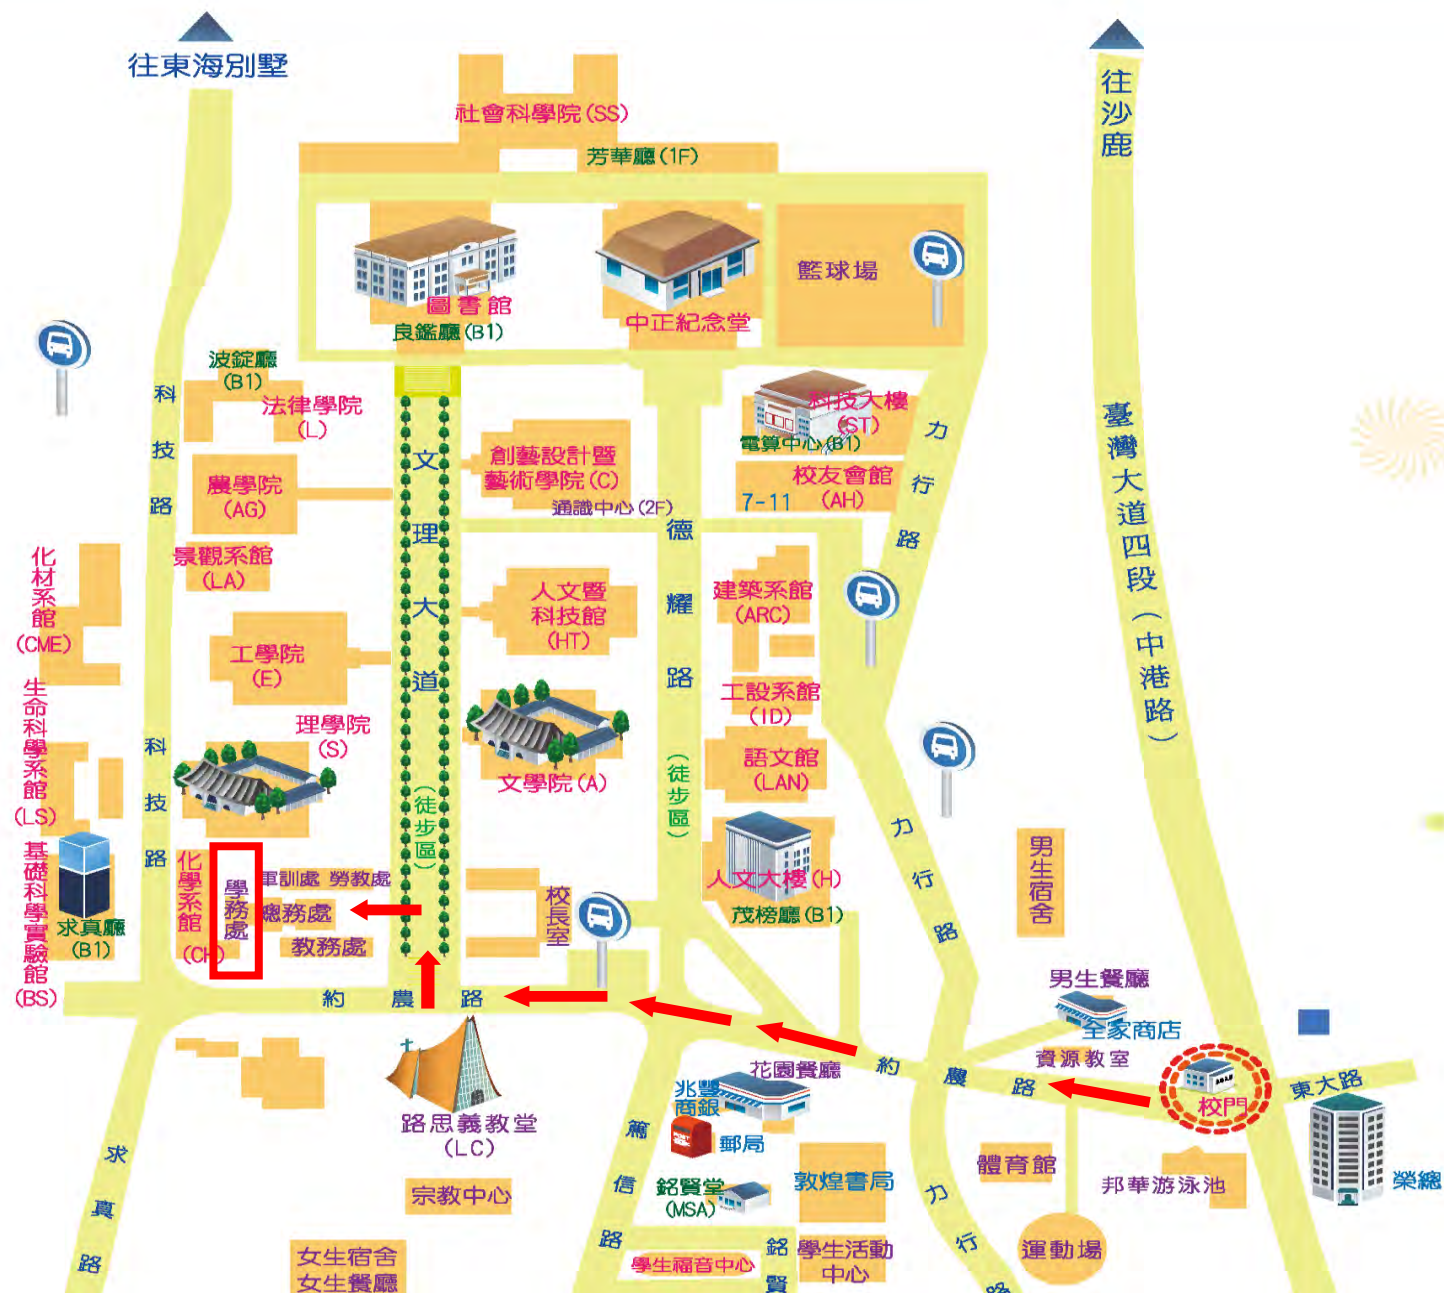 往東海別墅
往沙鹿
社會科學院(SS)
芳華廳(1F)
圖書館
良鑑廳(B1)
中正紀念堂
籃球場
波錠廳
(B1)
法律學院
(L)
科技路
科技大樓
(ST)
電算中心(B1)
力行路
臺灣大道四段(中港路)
文理大道
(徒步區)
創藝設計暨
藝術學院(C)
通識中心(2F)
校友會館
(AH)
7-11
農學院
(AG)
德耀路
(徒步區)
景觀系館
(LA)
化材系館
(CME)
人文暨
科技館
(HT)
建築系館
(ARC)
工學院
(E)
生命科學系館
(LS)
工設系館
(ID)
理學院
(S)
語文館
(LAN)
文學院(A)
科技路
基礎科學實驗館
(BS)
求真廳
(B1)
化學系館
(CH)
學務處
軍訓處 勞教處
總務處
教務處
校長室
人文大樓(H)
茂榜廳(B1)
力行路
男生宿舍
男生餐廳
全家商店
資源教室
約農路
約農路
校門
東大路
榮總
花園餐廳
兆豐
商銀
POST
郵局
路思義教堂
(LC)
篤信路
求真路
宗教中心
銘賢堂
(MSA)
敦煌書局
體育館
邦華游泳池
力行路
女生宿舍
女生餐廳
學生福音中心
銘賢
學生活動
中心
運動場